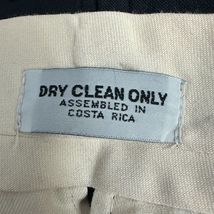 DRY CLEAN ONLY
ASSEMBLED IN
COSTA RICA